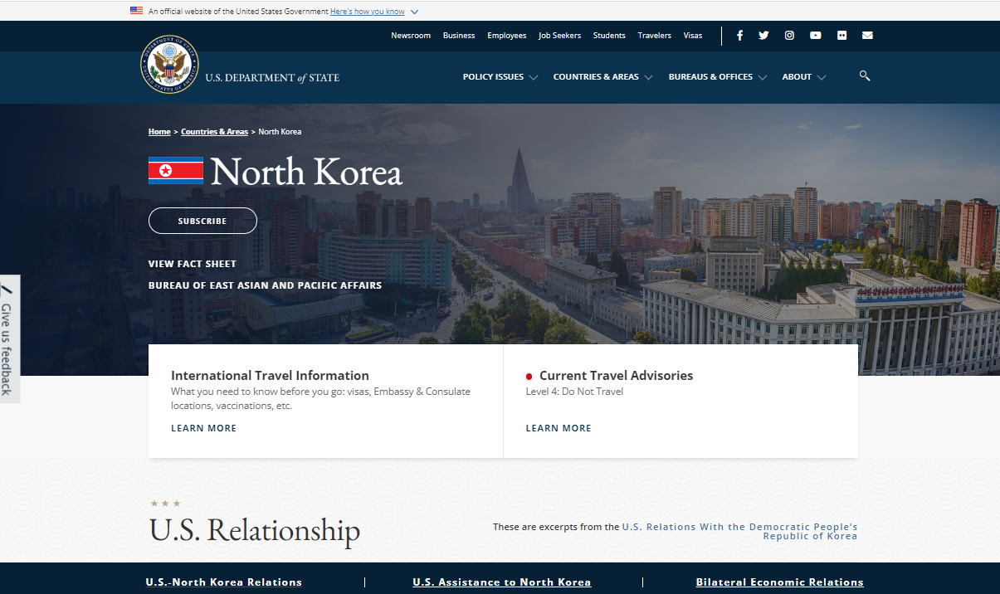 An official website of the United States Government Here's how you know
Newsroom Business Employees Job Seekers Students Travelers Visas
U.S. DEPARTMENT of STATE
POLICY ISSUES COUNTRIES & AREAS BUREAUS & OFFICES ABOUT
Home > Countries & Areas > North Korea
North Korea
SUBSCRIBE
VIEW FACT SHEET
BUREAU OF EAST ASIAN AND PACIFIC AFFAIRS
Give us feedback
International Travel Information
What you need to know before you go: visas, Embassy & Consulate
locations, vaccinations, etc.
LEARN MORE
Current Travel Advisories
Level 4: Do Not Travel
LEARN MORE
U.S. Relationship
These are excerpts from the U.S. Relations With the Democratic People's
Republic of Korea
U.S.-North Korea Relations | U.S. Assistance to North Korea | Bilateral Economic Relations